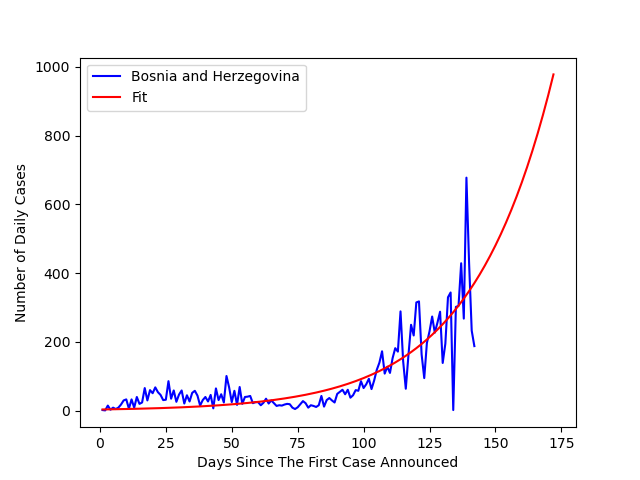 Bosnia and Herzegovina
Fit
1000
800
600
400
200
0
Number of Daily Cases
0 25 50 75 100 125 150 175
Days Since The First Case Announced